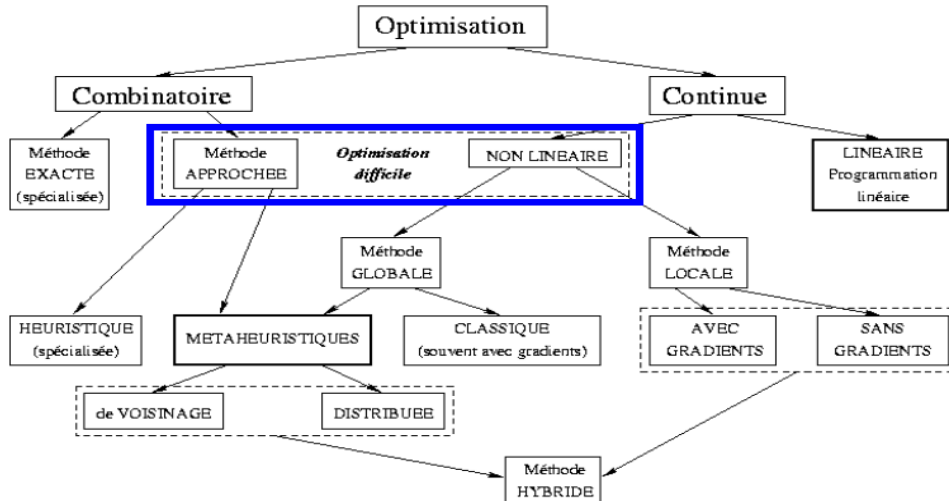 Optimisation
Combinatoire
Continue
Méthode
EXACTE
(spécialisée)
Méthode
APPROCHEE
Optimisation
difficile
NON LINEAIRE
LINEAIRE
Programmation
linéaire
Méthode
GLOBALE
Méthode
LOCALE
HEURISTIQUE
(spécialisée)
METAHEURISTIQUES
CLASSIQUE
(souvent avec gradients)
AVEC
GRADIENTS
SANS
GRADIENTS
de VOISINAGE
DISTRIBUEE
Méthode
HYBRIDE